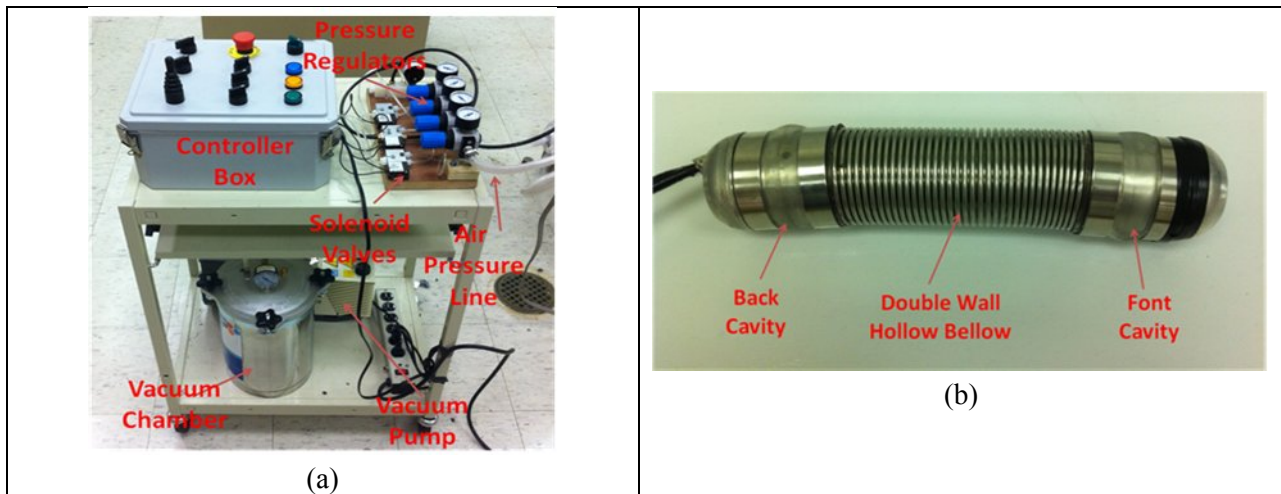 Pressure
Regulators
Controller
Box
Solenoid
Valves
Air
Pressure
Line
Vacuum
Chamber
Vacuum
Pump
(a)
Back
Cavity
Double Wall
Hollow Bellow
Font
Cavity
(b)